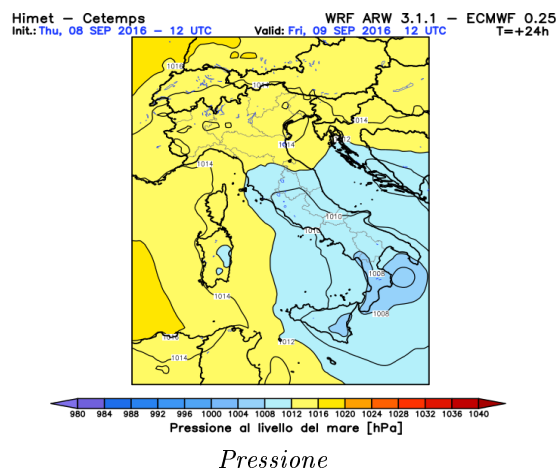 Himet – Cetemps WRF ARW 3.1.1 – ECMWF 0.25
Init.: Thu, 08 SEP 2016 – 12 UTC Valid: Fri, 09 SEP 2016 12 UTC T=+24h
1016
1014
1014
1014
1014
1010
1010
1008
1014
1008
1012
1014
980 984 988 992 996 1000 1004 1008 1012 1016 1020 1024 1028 1032 1036 1040
Pressione al livello del mare [hPa]
Pressione